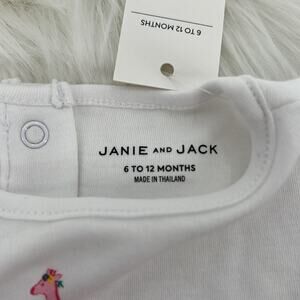 6 TO 12 MONTHS
JANIE AND JACK
6 TO 12 MONTHS
MADE IN THAILAND